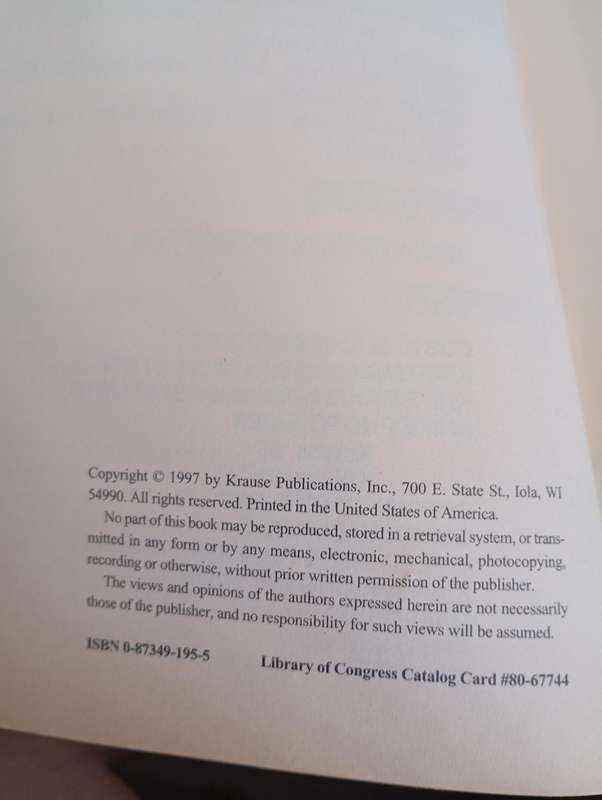 Copyright © 1997 by Krause Publications, Inc., 700 E. State St., Iola, WI
54990. All rights reserved. Printed in the United States of America.
No part of this book may be reproduced, stored in a retrieval system, or trans-
mitted in any form or by any means, electronic, mechanical, photocopying,
recording or otherwise, without prior written permission of the publisher.
The views and opinions of the authors expressed herein are not necessarily
those of the publisher, and no responsibility for such views will be assumed.
ISBN 0-87349-195-5 Library of Congress Catalog Card #80-67744